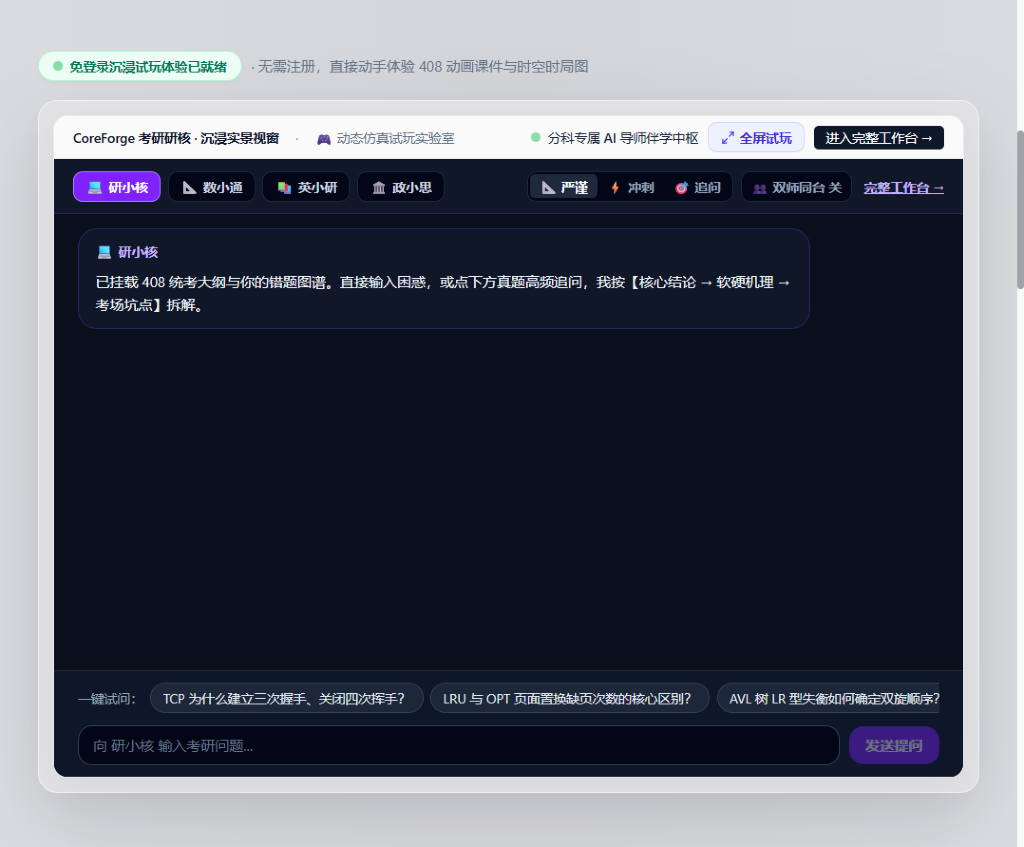 免登录沉浸试玩体验已就绪 · 无需注册，直接动手体验 408 动画课件与时空时局图
CoreForge 考研研核 · 沉浸实景视窗 · 动态仿真试玩实验室 分科专属 AI 导师伴学中枢 全屏试玩 进入完整工作台 →
研小核 数小通 英小研 政小思 严谨 冲刺 追问 双师同台 关 完整工作台 →
研小核
已挂载 408 统考大纲与你的错题图谱。直接输入困惑，或点下方真题高频追问，我按【核心结论 → 软硬机理 →
考场坑点】拆解。
一键试问： TCP 为什么建立三次握手、关闭四次挥手？ LRU 与 OPT 页面置换缺页次数的核心区别？ AVL 树 LR 型失衡如何确定双旋顺序？
向 研小核 输入考研问题... 发送提问